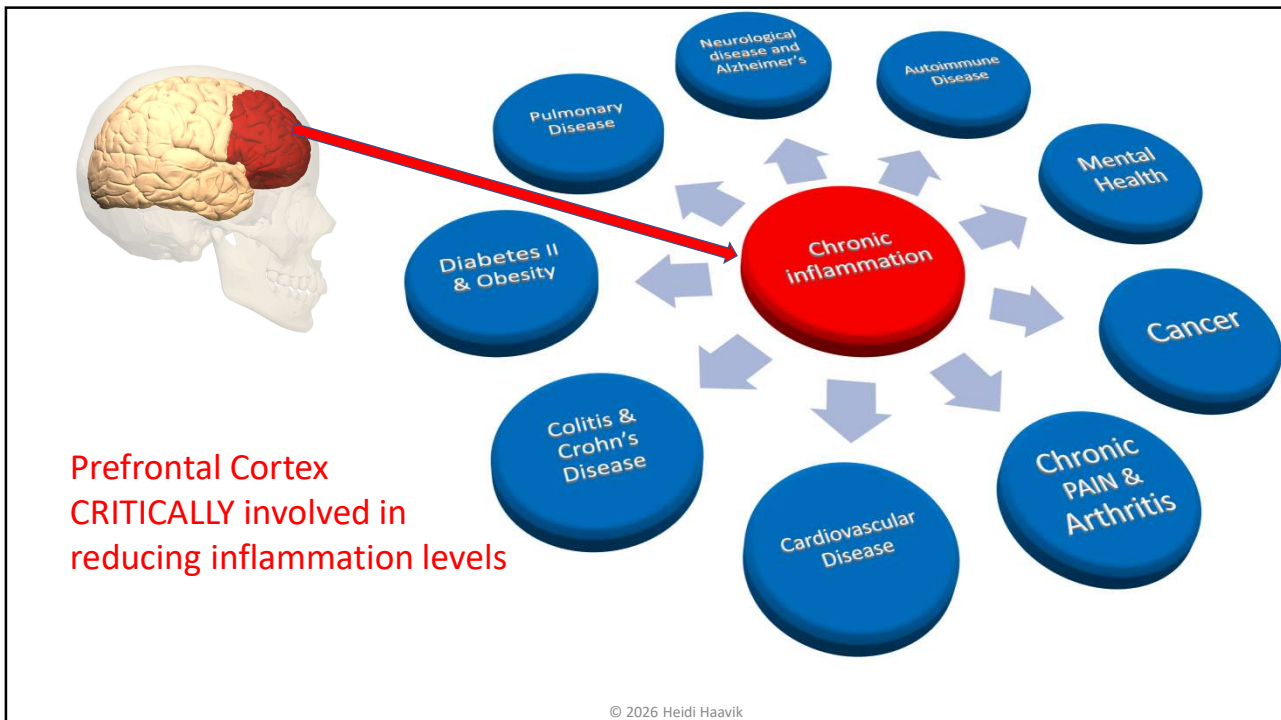 Neurological
disease and
Alzheimer's
Autoimmune
Disease
Pulmonary
Disease
Mental
Health
Chronic
inflammation
Diabetes II
& Obesity
Cancer
Colitis &
Crohn's
Disease
Chronic
PAIN &
Arthritis
Prefrontal Cortex
CRITICALLY involved in
reducing inflammation levels
Cardiovascular
Disease
© 2026 Heidi Haavik